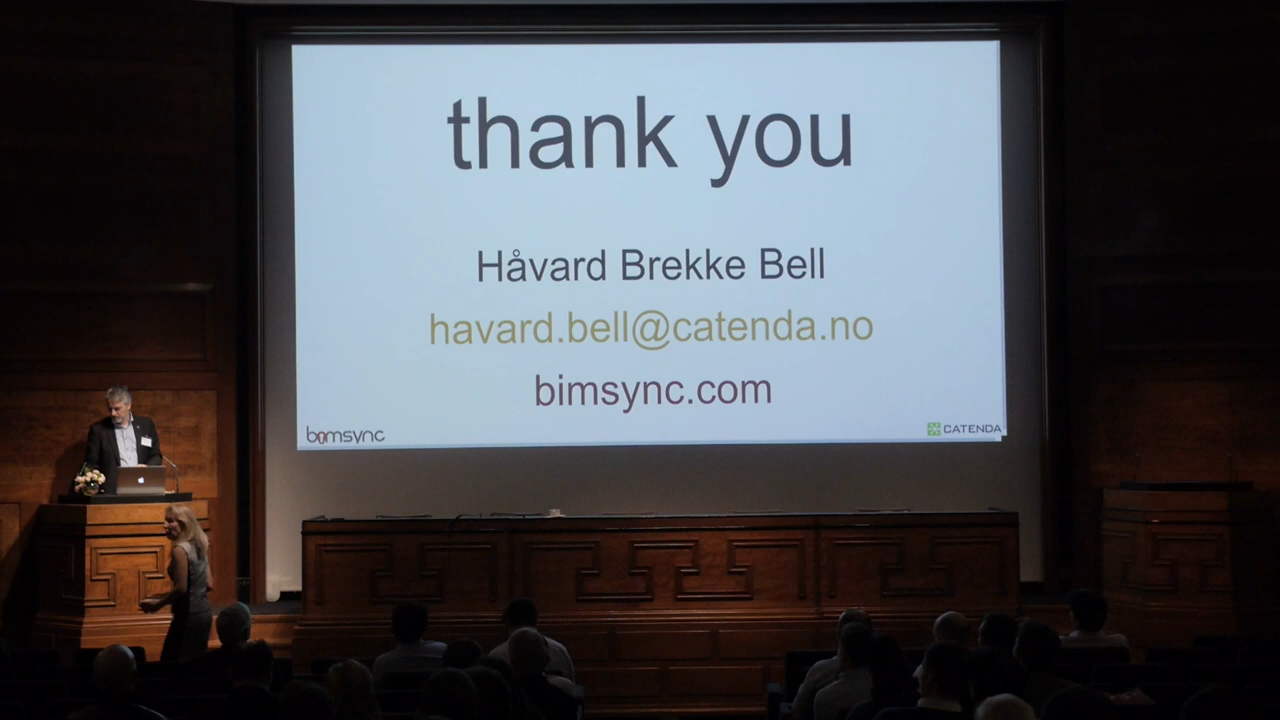 thank you
Håvard Brekke Bell
havard.bell@catenda.no
bimsync.com
bimsync
CATENDA